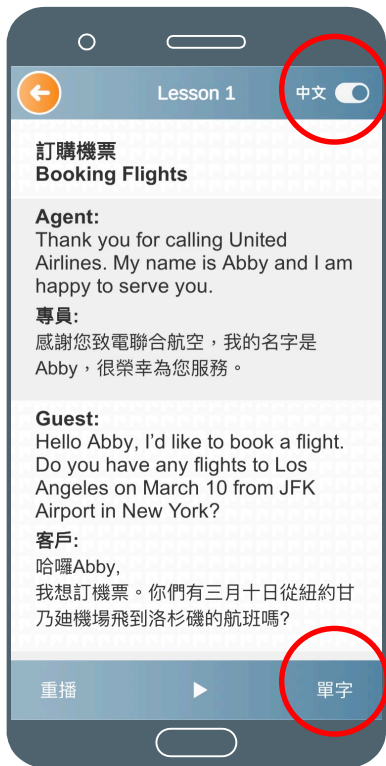 Lesson 1
中文
訂購機票
Booking Flights
Agent:
Thank you for calling United
Airlines. My name is Abby and I am
happy to serve you.
專員:
感謝您致電聯合航空，我的名字是
Abby，很榮幸為您服務。
Guest:
Hello Abby, I’d like to book a flight.
Do you have any flights to Los
Angeles on March 10 from JFK
Airport in New York?
客戶:
哈囉Abby,
我想訂機票。你們有三月十日從紐約甘
乃廸機場飛到洛杉磯的航班嗎?
重播
單字